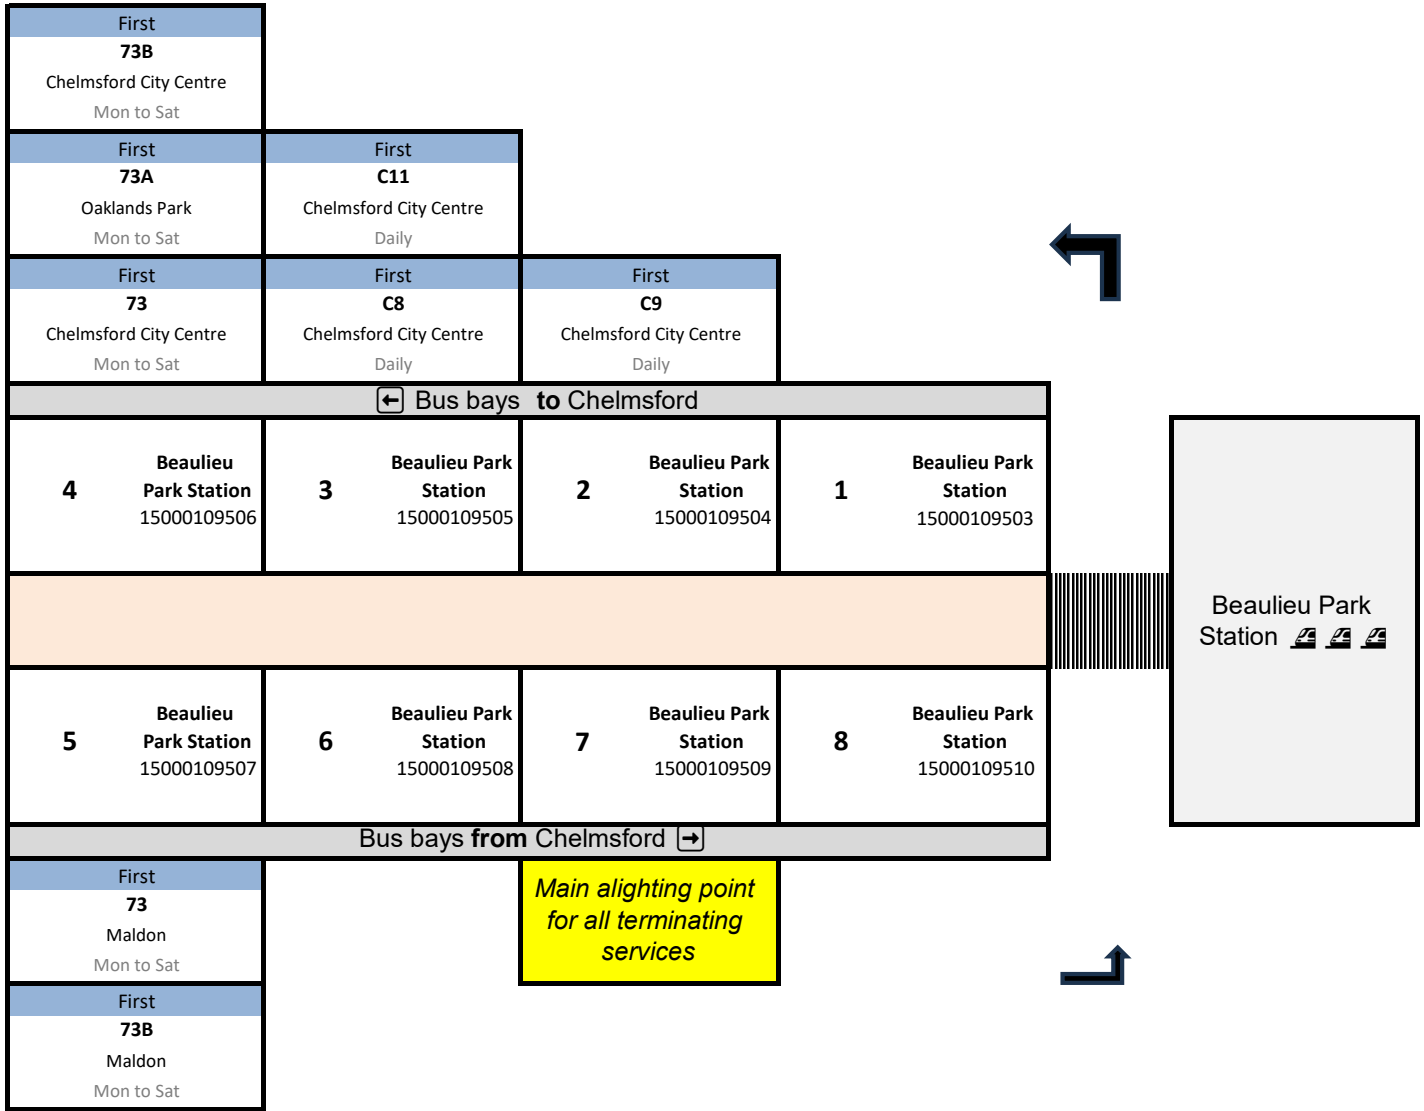 First
73B
Chelmsford City Centre
Mon to Sat
First
73A
Oaklands Park
Mon to Sat
First
C11
Chelmsford City Centre
Daily
First
73
Chelmsford City Centre
Mon to Sat
First
C8
Chelmsford City Centre
Daily
First
C9
Chelmsford City Centre
Daily
Bus bays to Chelmsford
4
Beaulieu
Park Station
15000109506
3
Beaulieu Park
Station
15000109505
2
Beaulieu Park
Station
15000109504
1
Beaulieu Park
Station
15000109503
Beaulieu Park
Station
5
Beaulieu
Park Station
15000109507
6
Beaulieu Park
Station
15000109508
7
Beaulieu Park
Station
15000109509
8
Beaulieu Park
Station
15000109510
Bus bays from Chelmsford
First
73
Maldon
Mon to Sat
Main alighting point
for all terminating
services
First
73B
Maldon
Mon to Sat